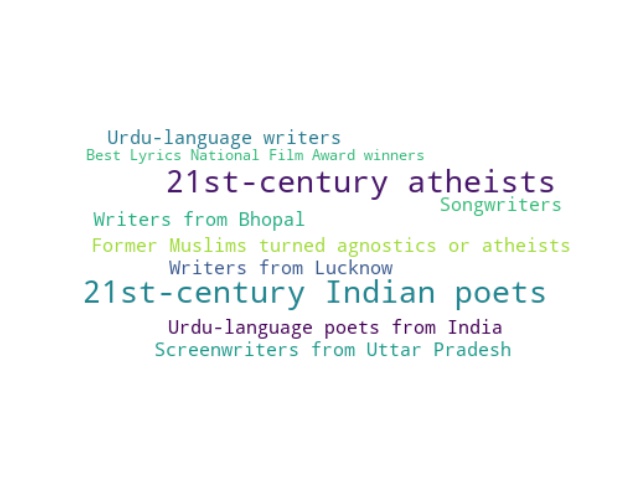 Urdu-language writers
Best Lyrics National Film Award winners
21st-century atheists
Songwriters
Writers from Bhopal
Former Muslims turned agnostics or atheists
Writers from Lucknow
21st-century Indian poets
Urdu-language poets from India
Screenwriters from Uttar Pradesh